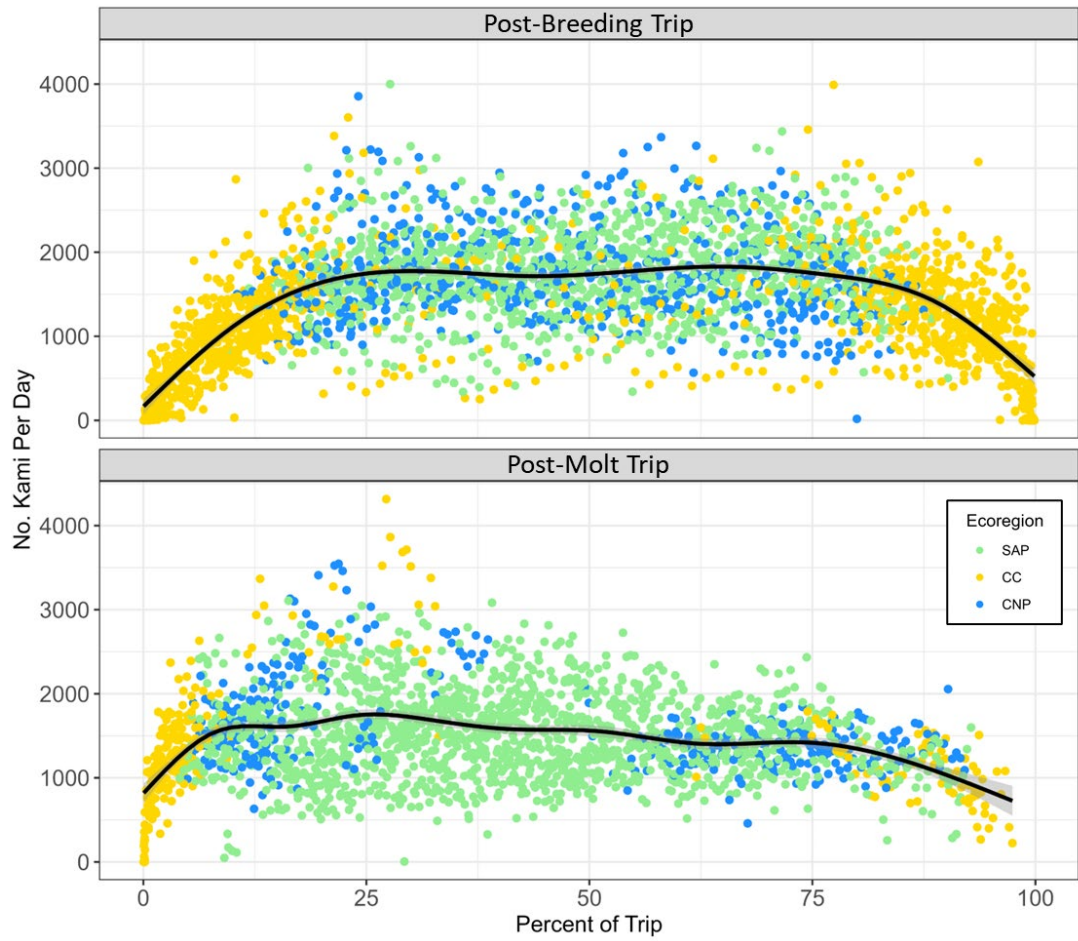 Post-Breeding Trip
4000
3000
2000
1000
0
No. Kami Per Day
Post-Molt Trip
4000
3000
2000
1000
0
Ecoregion
SAP
CC
CNP
0
25
50
75
100
Percent of Trip